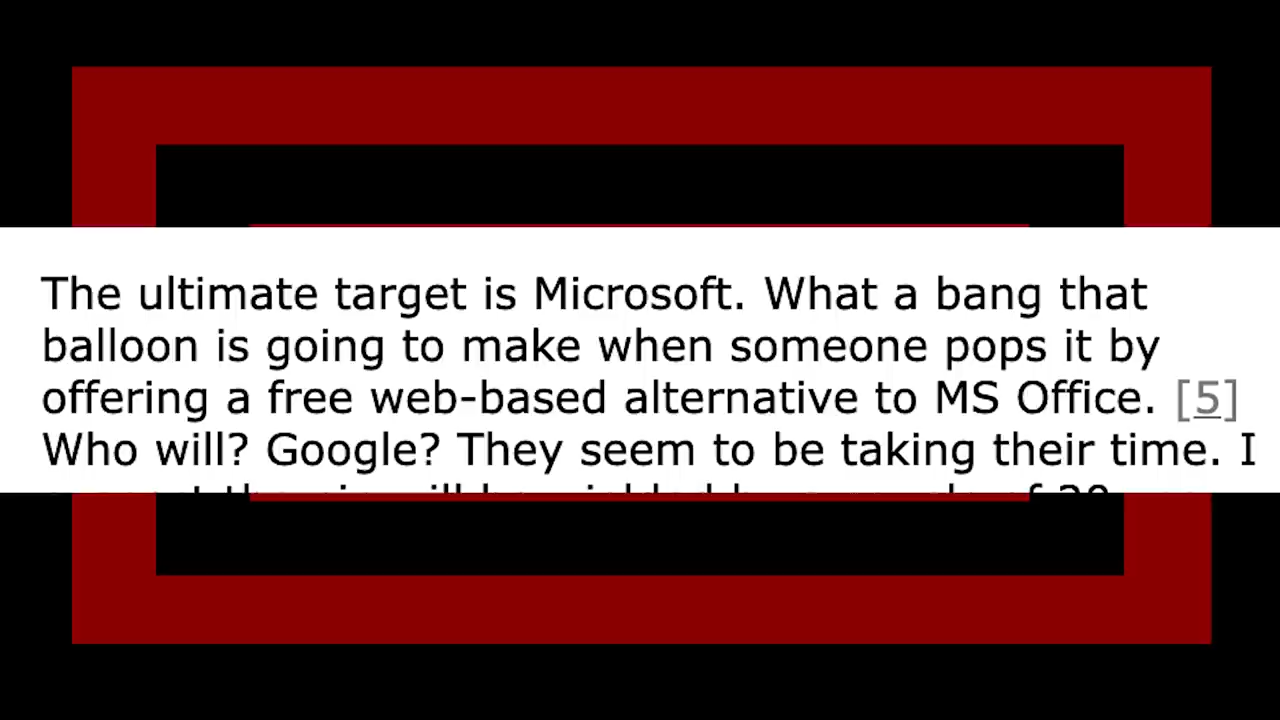 The ultimate target is Microsoft. What a bang that
balloon is going to make when someone pops it by
offering a free web-based alternative to MS Office. [5]
Who will? Google? They seem to be taking their time. I